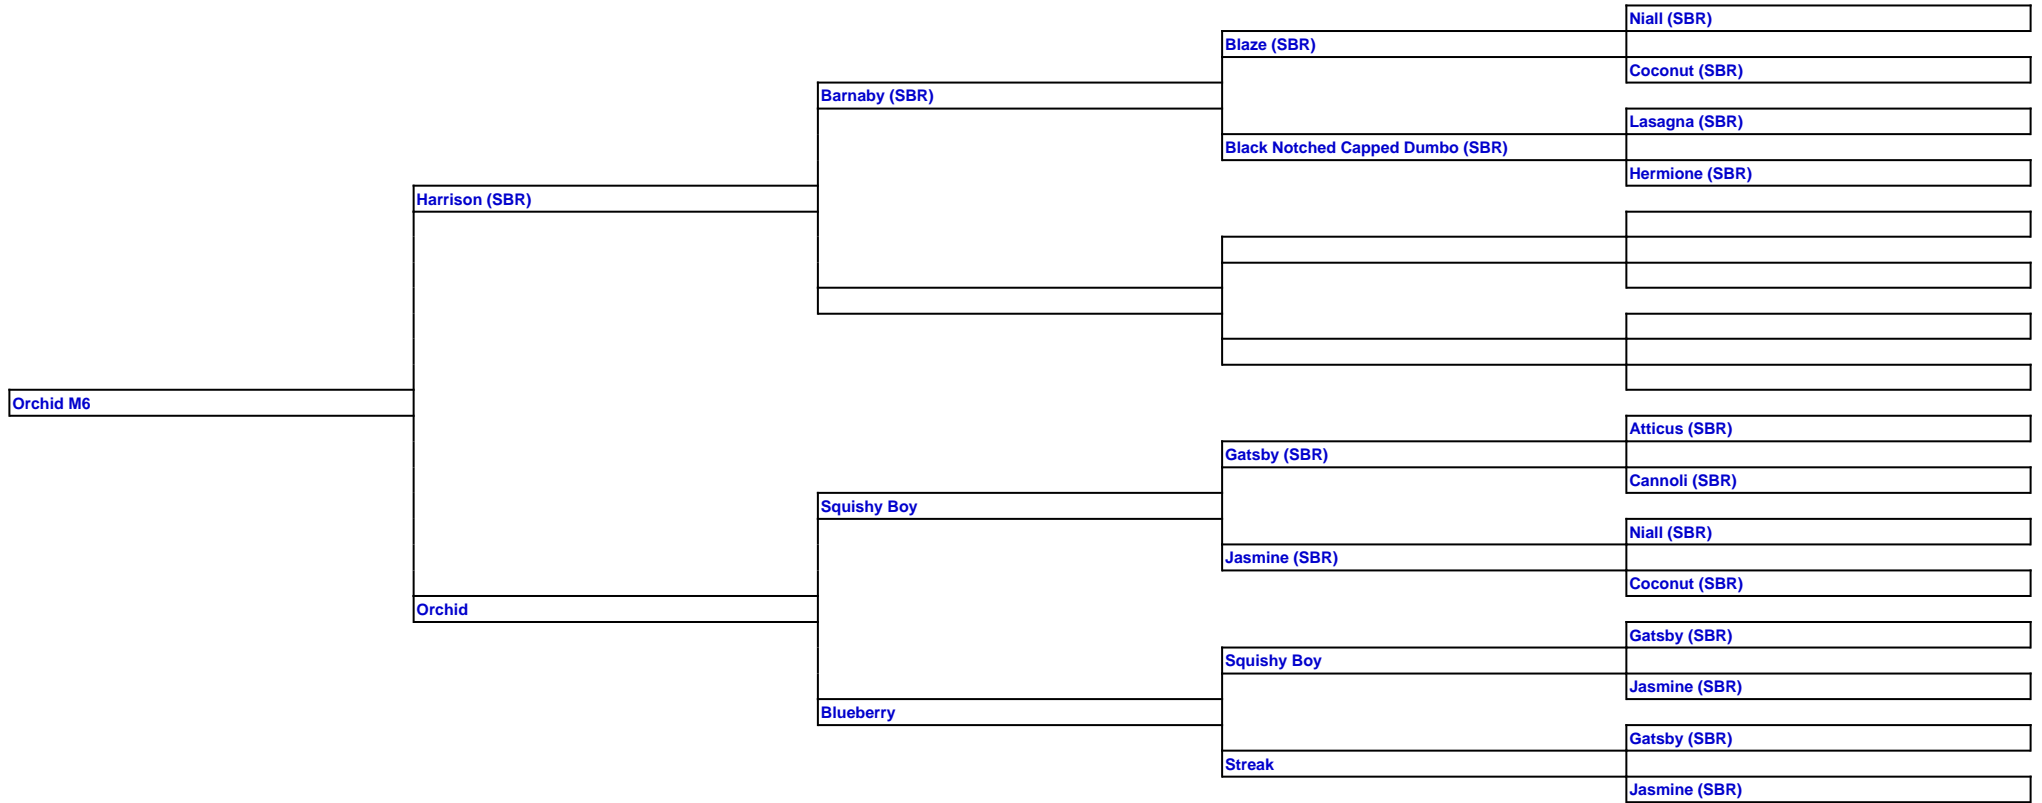 Niall (SBR)
Blaze (SBR)
Coconut (SBR)
Barnaby (SBR)
Lasagna (SBR)
Black Notched Capped Dumbo (SBR)
Hermione (SBR)
Harrison (SBR)
Orchid M6
Atticus (SBR)
Gatsby (SBR)
Cannoli (SBR)
Squishy Boy
Niall (SBR)
Jasmine (SBR)
Coconut (SBR)
Orchid
Gatsby (SBR)
Squishy Boy
Jasmine (SBR)
Blueberry
Gatsby (SBR)
Streak
Jasmine (SBR)